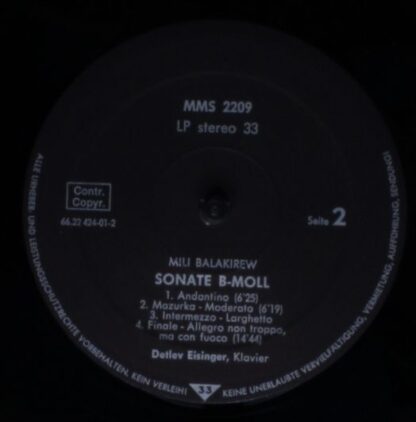 MMS 2209
LP stereo 33
Contr.
Copyr.
66.22 424-01-2
Seite 2
MILI BALAKIREW
SONATE B-MOLL
1. Andantino (6'25)
2. Mazurka - Moderato (6'19)
3. Intermezzo - Larghetto
4. Finale - Allegro non troppo,
ma con fuoco (14'44)
Detlev Eisinger, Klavier
ALLE URHEBER- UND LEISTUNGSSCHUTZRECHTE VORBEHALTEN. KEIN VERLEIH! KEINE UNERLAUBTE VERVIELFÄLTIGUNG, VERMIETUNG, AUFFÜHRUNG, SENDUNG!
33